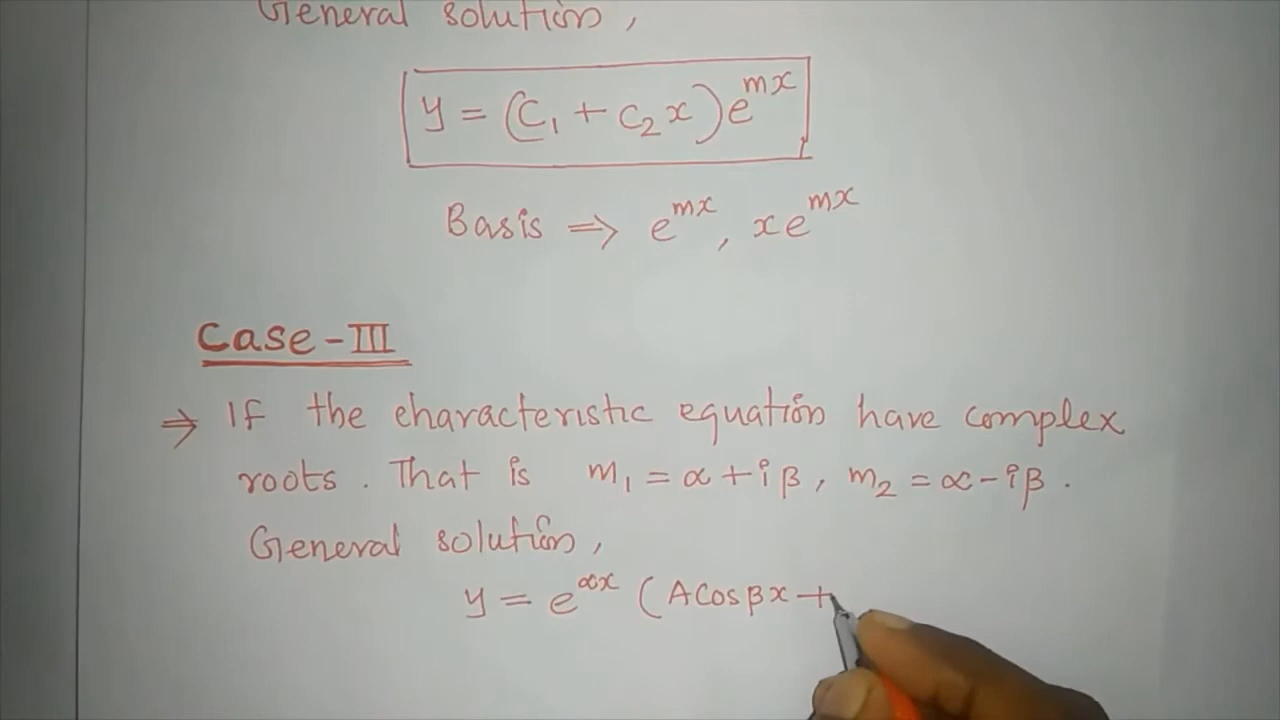 General solution,
y = (C₁ + C₂ x) e^{mx}
Basis ⇒ e^{mx}, xe^{mx}
Case - III
⇒ If the characteristic equation have complex
roots. That is m₁ = α + iβ, m₂ = α - iβ.
General solution,
y = e^{αx} (A cos βx +